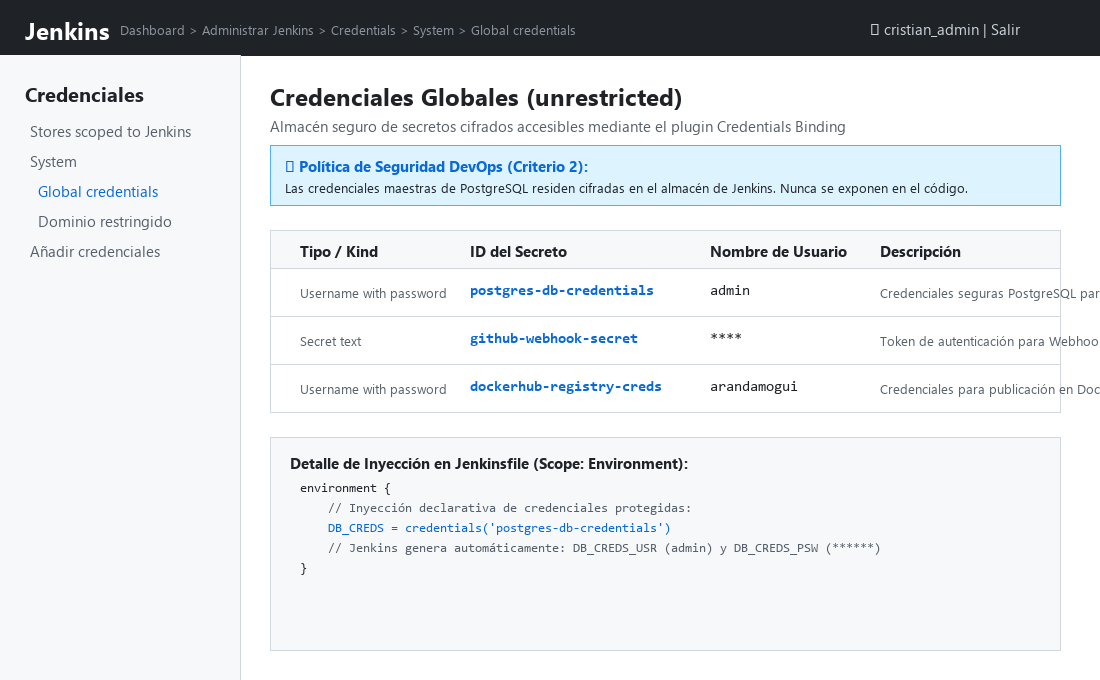 Jenkins Dashboard > Administrar Jenkins > Credentials > System > Global credentials cristian_admin | Salir
Credenciales
Stores scoped to Jenkins
System
Global credentials
Dominio restringido
Añadir credenciales
Credenciales Globales (unrestricted)
Almacén seguro de secretos cifrados accesibles mediante el plugin Credentials Binding
Política de Seguridad DevOps (Criterio 2):
Las credenciales maestras de PostgreSQL residen cifradas en el almacén de Jenkins. Nunca se exponen en el código.
Tipo / Kind ID del Secreto Nombre de Usuario Descripción
Username with password postgres-db-credentials admin Credenciales seguras PostgreSQL par
Secret text github-webhook-secret **** Token de autenticación para Webhoo
Username with password dockerhub-registry-creds arandamogui Credenciales para publicación en Doc
Detalle de Inyección en Jenkinsfile (Scope: Environment):
environment {
// Inyección declarativa de credenciales protegidas:
DB_CREDS = credentials('postgres-db-credentials')
// Jenkins genera automáticamente: DB_CREDS_USR (admin) y DB_CREDS_PSW (******)
}